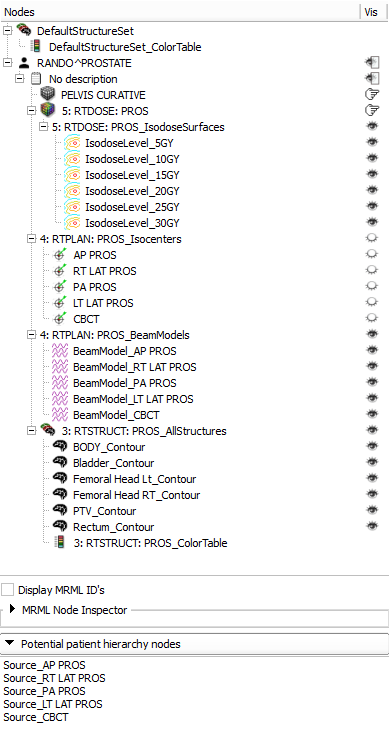 Nodes Vis
DefaultStructureSet
DefaultStructureSet_ColorTable
RANDO^PROSTATE
No description
PELVIS CURATIVE
5: RTDOSE: PROS
5: RTDOSE: PROS_IsodoseSurfaces
IsodoseLevel_5GY
IsodoseLevel_10GY
IsodoseLevel_15GY
IsodoseLevel_20GY
IsodoseLevel_25GY
IsodoseLevel_30GY
4: RTPLAN: PROS_Isocenters
AP PROS
RT LAT PROS
PA PROS
LT LAT PROS
CBCT
4: RTPLAN: PROS_BeamModels
BeamModel_AP PROS
BeamModel_RT LAT PROS
BeamModel_PA PROS
BeamModel_LT LAT PROS
BeamModel_CBCT
3: RTSTRUCT: PROS_AllStructures
BODY_Contour
Bladder_Contour
Femoral Head Lt_Contour
Femoral Head RT_Contour
PTV_Contour
Rectum_Contour
3: RTSTRUCT: PROS_ColorTable
Display MRML ID's
MRML Node Inspector
Potential patient hierarchy nodes
Source_AP PROS
Source_RT LAT PROS
Source_PA PROS
Source_LT LAT PROS
Source_CBCT